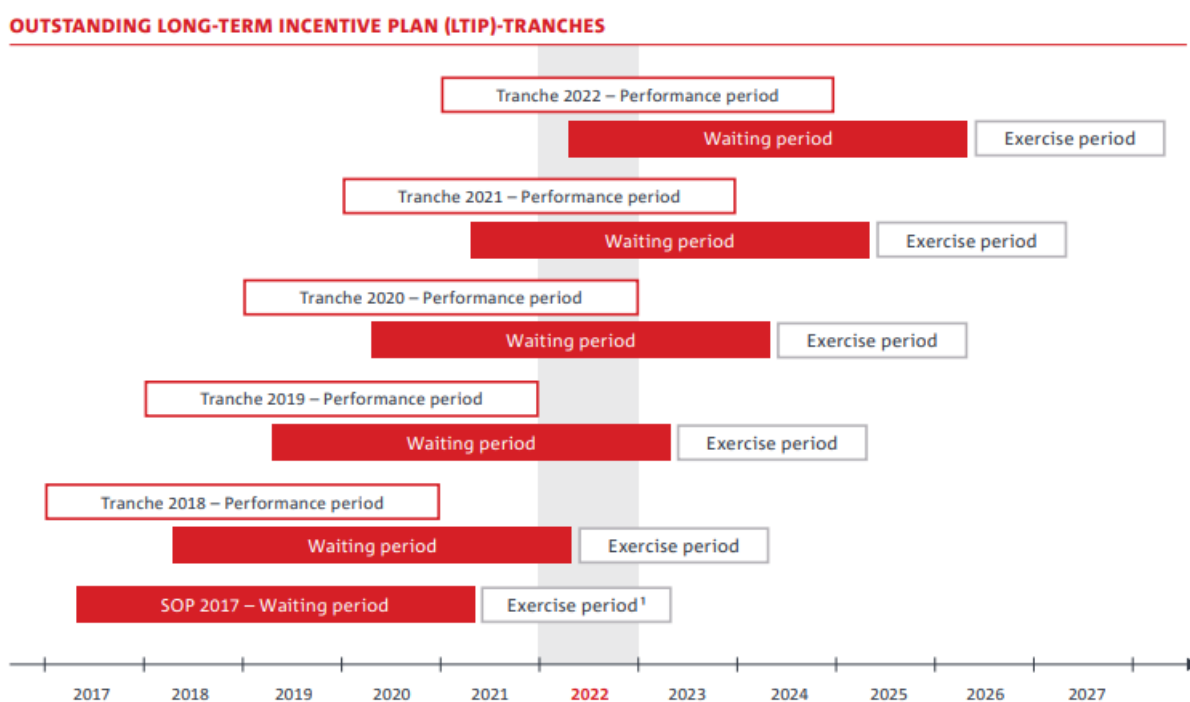 OUTSTANDING LONG-TERM INCENTIVE PLAN (LTIP)-TRANCHES
Tranche 2022 – Performance period
Waiting period
Exercise period
Tranche 2021 – Performance period
Waiting period
Exercise period
Tranche 2020 – Performance period
Waiting period
Exercise period
Tranche 2019 – Performance period
Waiting period
Exercise period
Tranche 2018 – Performance period
Waiting period
Exercise period
SOP 2017 – Waiting period
Exercise period¹
2017 2018 2019 2020 2021 2022 2023 2024 2025 2026 2027